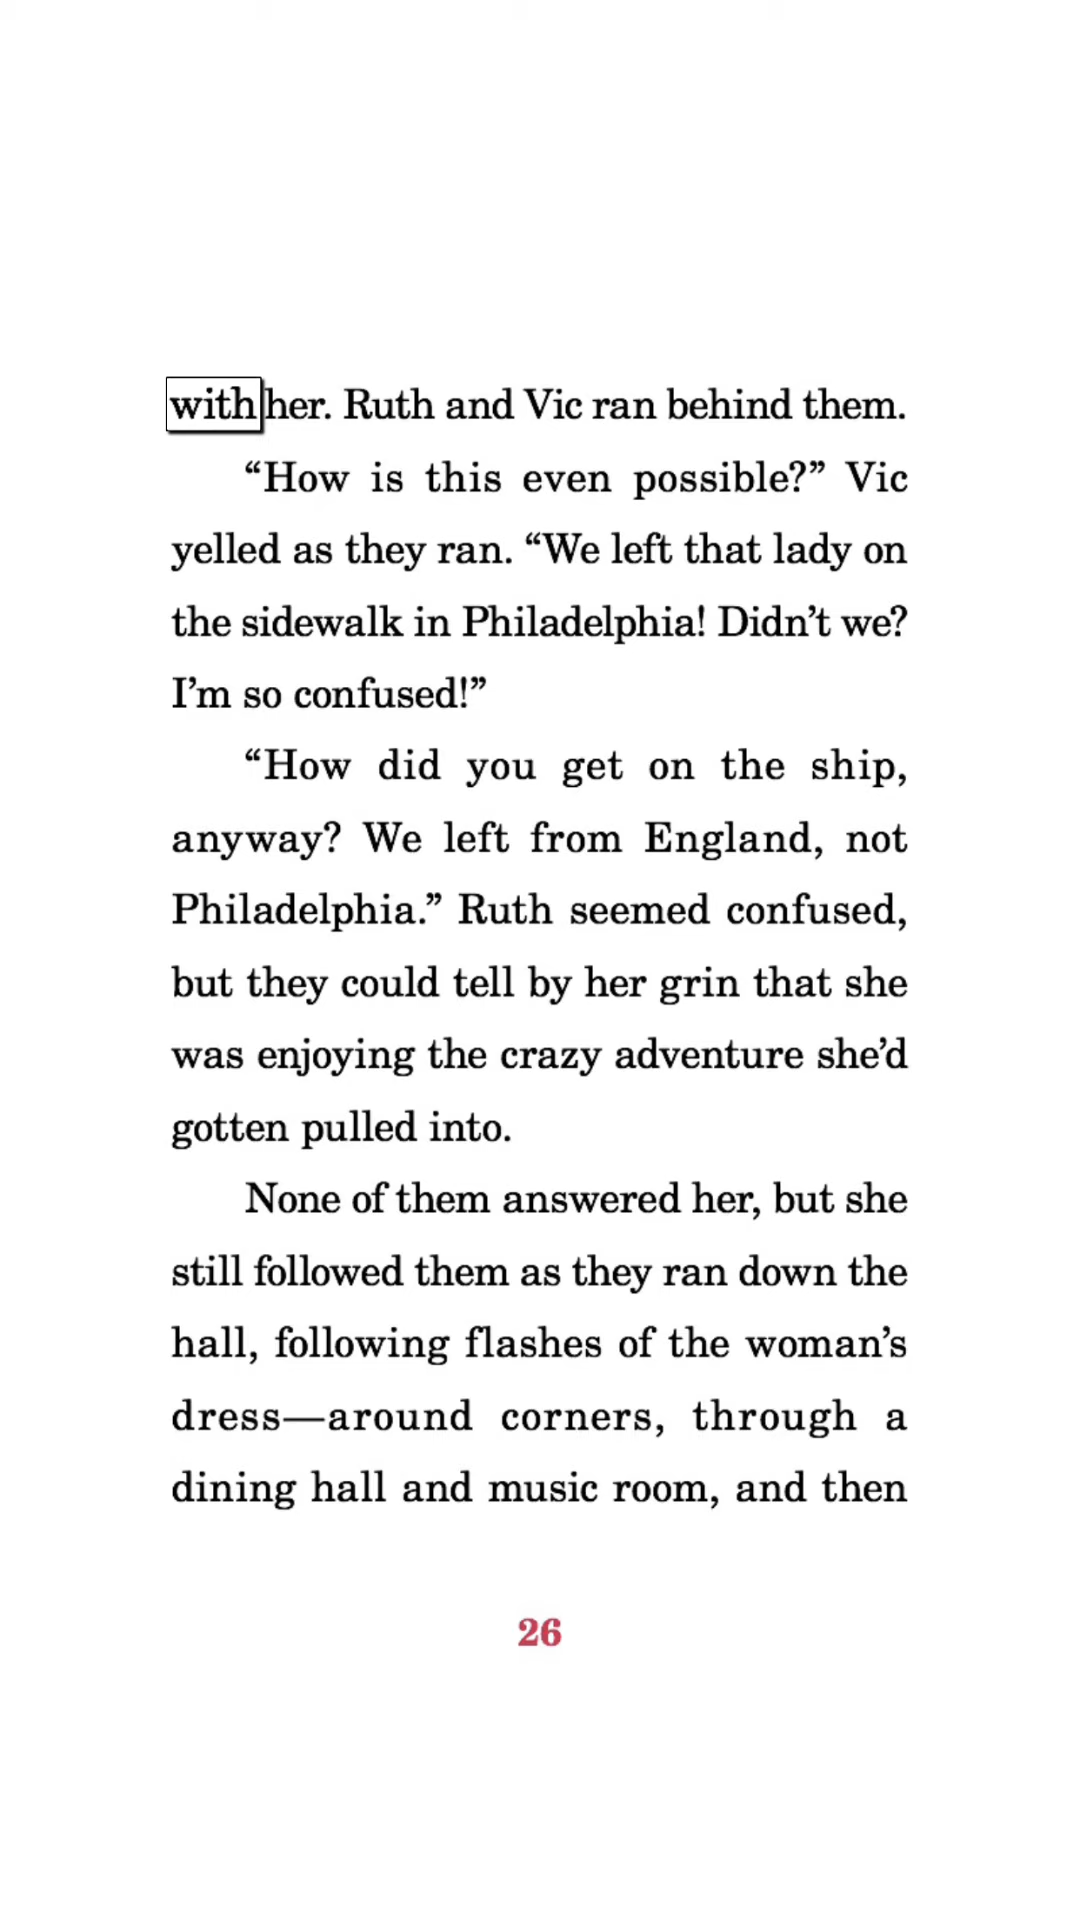 with her. Ruth and Vic ran behind them.
“How is this even possible?” Vic
yelled as they ran. “We left that lady on
the sidewalk in Philadelphia! Didn’t we?
I’m so confused!”
“How did you get on the ship,
anyway? We left from England, not
Philadelphia.” Ruth seemed confused,
but they could tell by her grin that she
was enjoying the crazy adventure she’d
gotten pulled into.
None of them answered her, but she
still followed them as they ran down the
hall, following flashes of the woman’s
dress—around corners, through a
dining hall and music room, and then
26